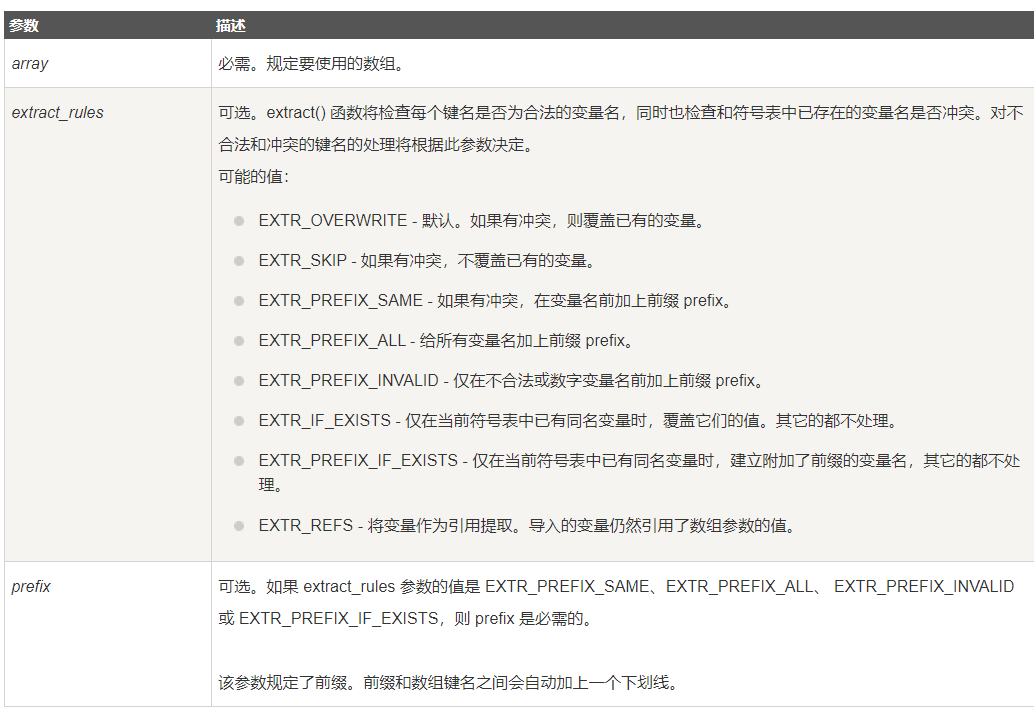 参数 描述
array 必需。规定要使用的数组。
extract_rules 可选。extract() 函数将检查每个键名是否为合法的变量名，同时也检查和符号表中已存在的变量名是否冲突。对不
合法和冲突的键名的处理将根据此参数决定。
可能的值：
EXTR_OVERWRITE - 默认。如果有冲突，则覆盖已有的变量。
EXTR_SKIP - 如果有冲突，不覆盖已有的变量。
EXTR_PREFIX_SAME - 如果有冲突，在变量名前加上前缀 prefix。
EXTR_PREFIX_ALL - 给所有变量名加上前缀 prefix。
EXTR_PREFIX_INVALID - 仅在不合法或数字变量名前加上前缀 prefix。
EXTR_IF_EXISTS - 仅在当前符号表中已有同名变量时，覆盖它们的值。其它的都不处理。
EXTR_PREFIX_IF_EXISTS - 仅在当前符号表中已有同名变量时，建立附加了前缀的变量名，其它的都不处
理。
EXTR_REFS - 将变量作为引用提取。导入的变量仍然引用了数组参数的值。
prefix 可选。如果 extract_rules 参数的值是 EXTR_PREFIX_SAME、EXTR_PREFIX_ALL、 EXTR_PREFIX_INVALID
或 EXTR_PREFIX_IF_EXISTS，则 prefix 是必需的。
该参数规定了前缀。前缀和数组键名之间会自动加上一个下划线。